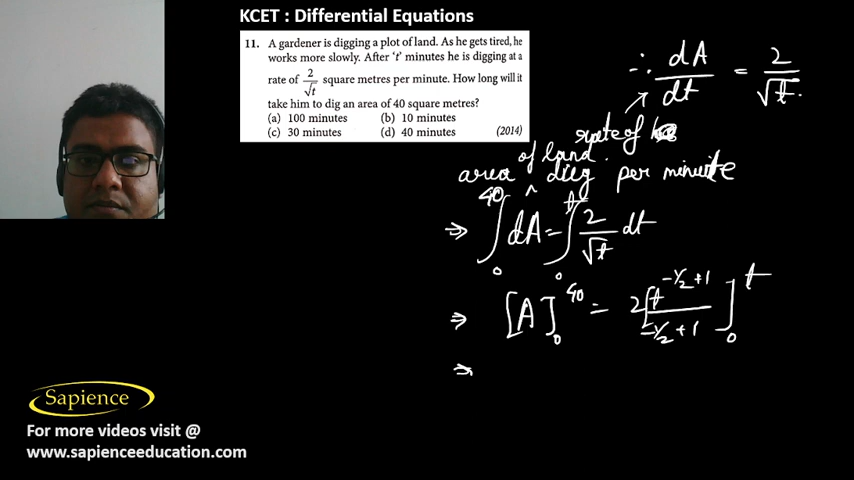 KCET : Differential Equations
11. A gardener is digging a plot of land. As he gets tired, he
works more slowly. After 't' minutes he is digging at a
rate of 2/√t square metres per minute. How long will it
take him to dig an area of 40 square metres?
(a) 100 minutes (b) 10 minutes
(c) 30 minutes (d) 40 minutes (2014)
∴ dA/dt = 2/√t.
rate of
of land.
area ^ dieg per minute
⇒ ∫₀⁴⁰ dA = ∫₀ᵗ 2/√t dt
⇒ [A]₀⁴⁰ = 2[t^(-1/2+1)/(-1/2+1)]₀ᵗ
⇒
Sapience
For more videos visit @
www.sapienceeducation.com